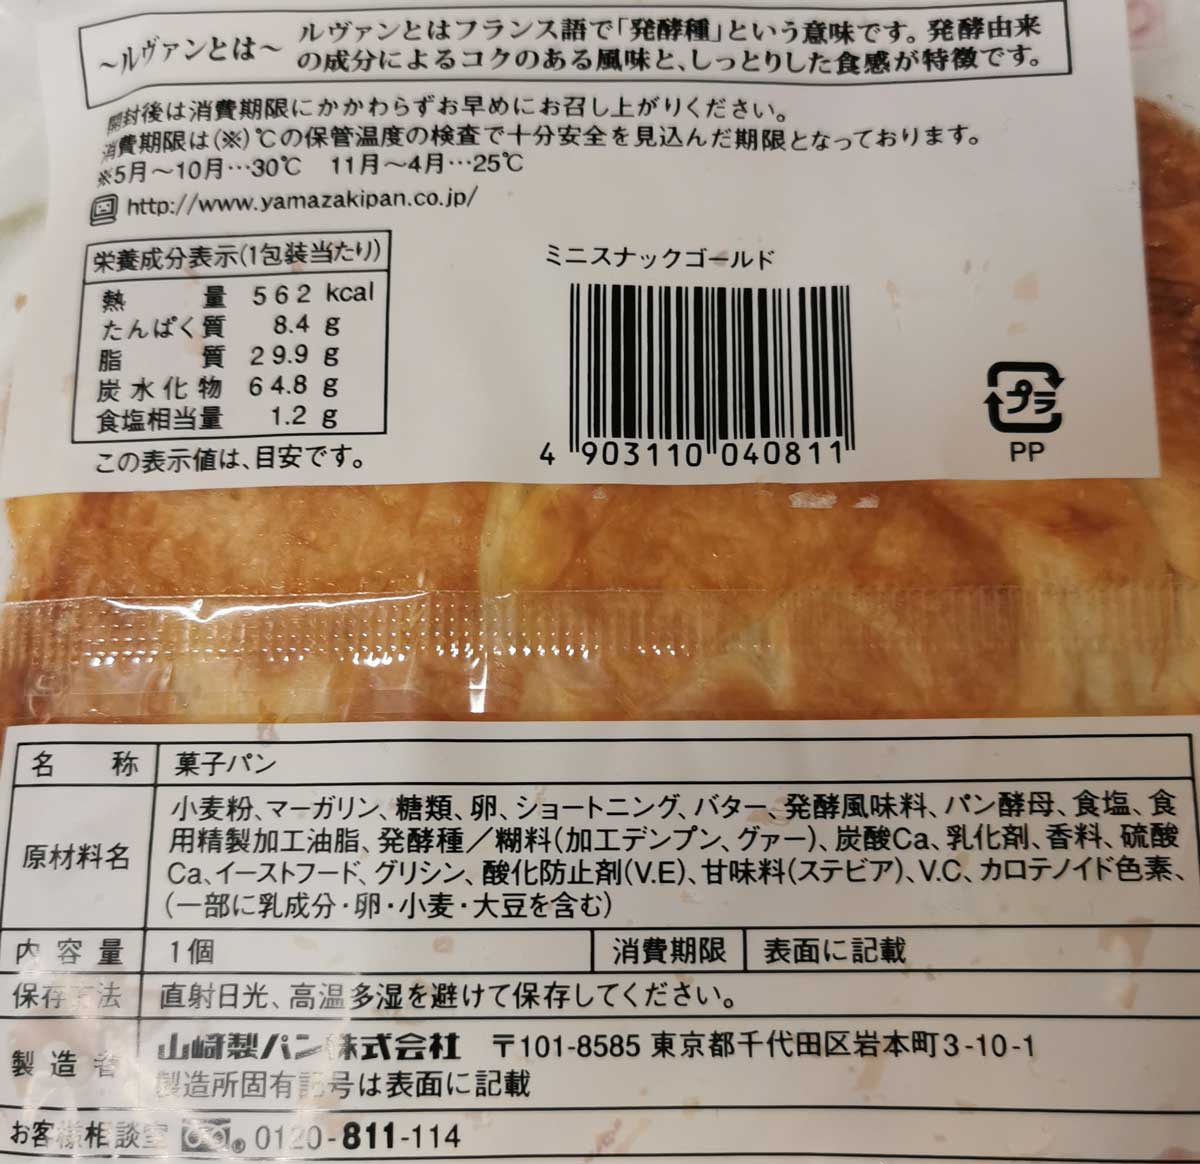 ～ルヴァンとは～
ルヴァンとはフランス語で「発酵種」という意味です。発酵由来
の成分によるコクのある風味と、しっとりした食感が特徴です。
開封後は消費期限にかかわらずお早めにお召し上がりください。
消費期限は(※)℃の保管温度の検査で十分安全を見込んだ期限となっております。
※5月～10月…30℃ 11月～4月…25℃
http://www.yamazakipan.co.jp/
栄養成分表示(1包装当たり)
熱量 562 kcal
たんぱく質 8.4 g
脂質 29.9 g
炭水化物 64.8 g
食塩相当量 1.2 g
この表示値は、目安です。
ミニスナックゴールド
4 903110 040811
プラ
PP
名称 菓子パン
原材料名
小麦粉、マーガリン、糖類、卵、ショートニング、バター、発酵風味料、パン酵母、食塩、食
用精製加工油脂、発酵種／糊料(加工デンプン、グァー)、炭酸Ca、乳化剤、香料、硫酸
Ca、イーストフード、グリシン、酸化防止剤(V.E)、甘味料(ステビア)、V.C、カロテノイド色素、
(一部に乳成分・卵・小麦・大豆を含む)
内容量 1個 消費期限 表面に記載
保存方法 直射日光、高温多湿を避けて保存してください。
製造者 山崎製パン株式会社 〒101-8585 東京都千代田区岩本町3-10-1
製造所固有記号は表面に記載
お客様相談室 0120-811-114